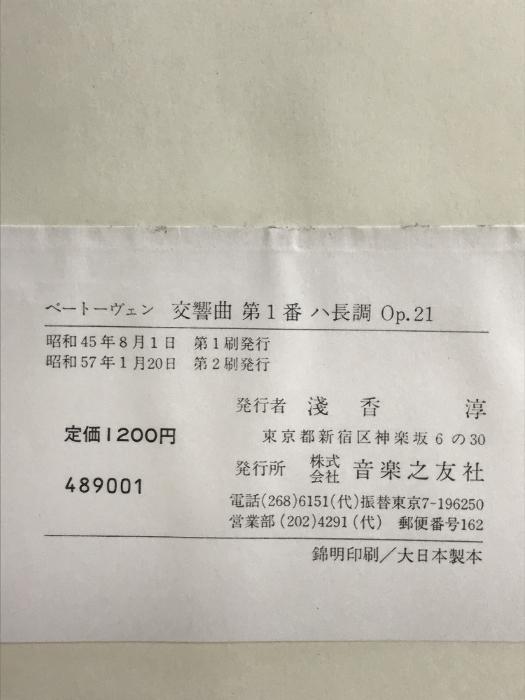 ベートーヴェン 交響曲 第1番 ハ長調 Op.21
昭和45年8月1日 第1刷発行
昭和57年1月20日 第2刷発行
発行者 淺香 淳
定価1200円
東京都新宿区神楽坂6の30
発行所 株式会社 音楽之友社
489001
電話(268)6151(代)振替東京7-196250
営業部(202)4291(代) 郵便番号162
錦明印刷/大日本製本